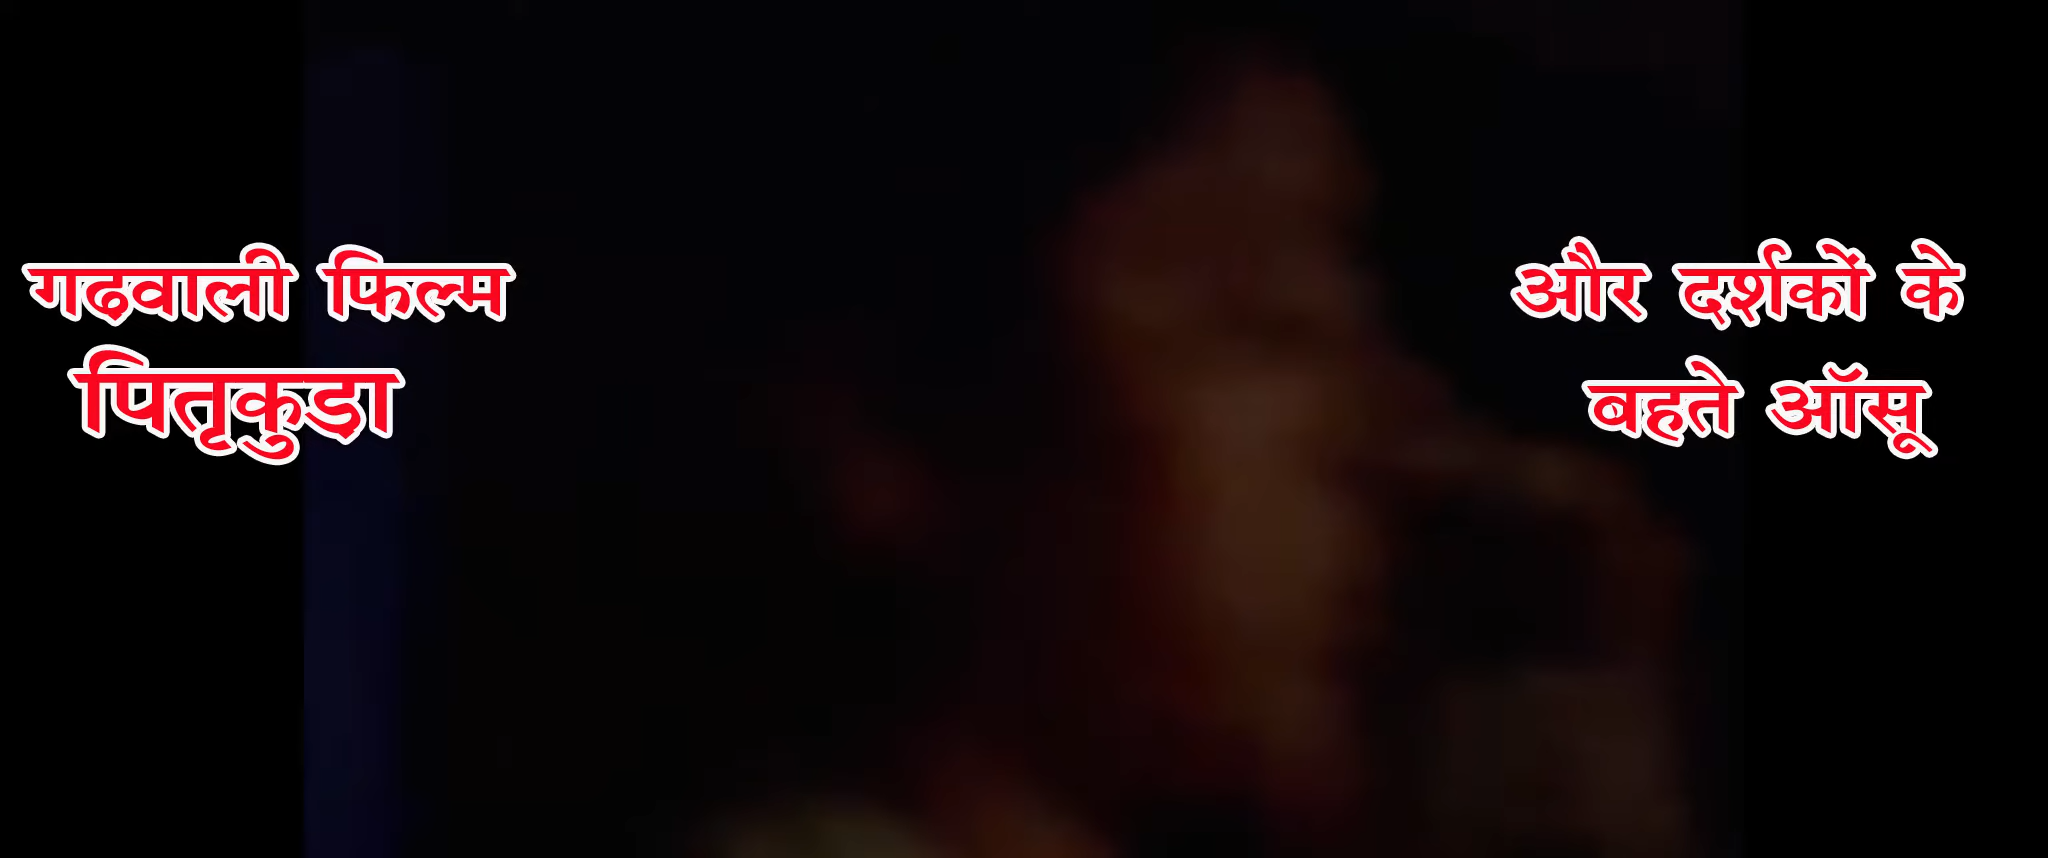 गढ़वाली फिल्म
पितृकुड़ा
और दर्शकों के
बहते ऑसू